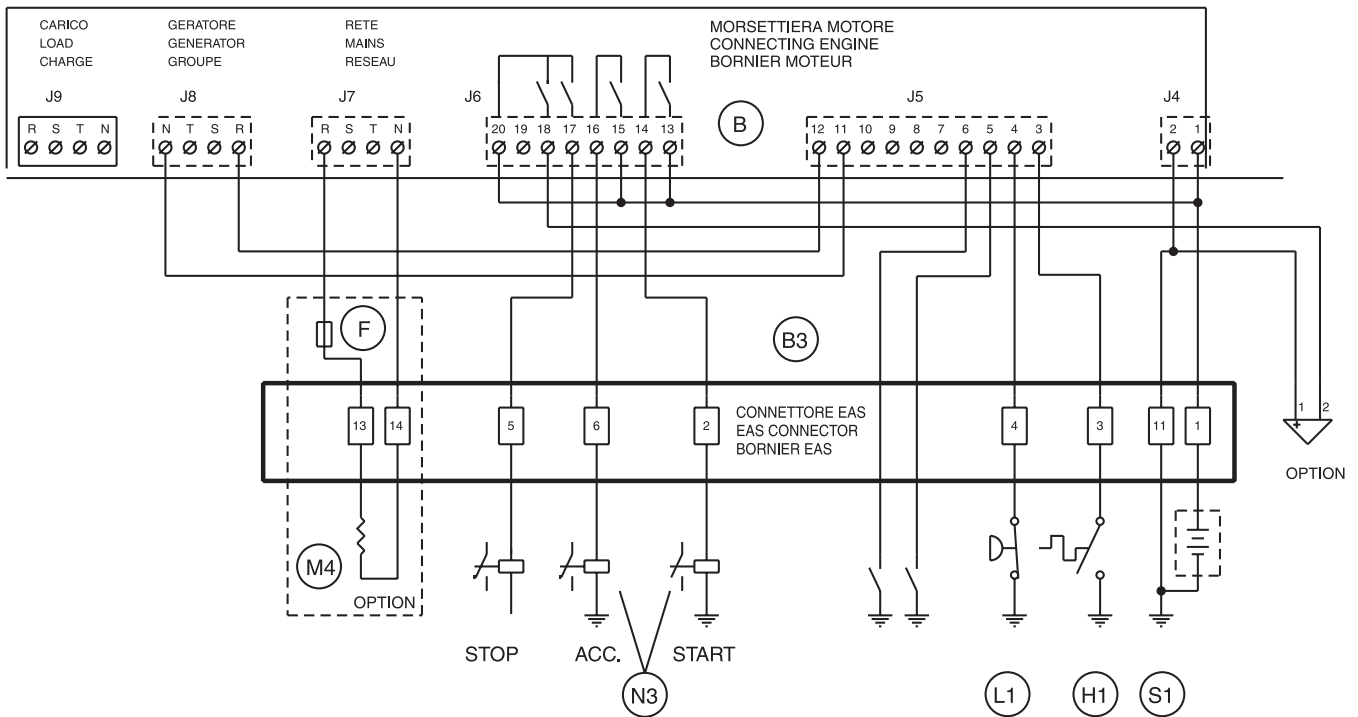 CARICO GERATORE RETE MORSETTIERA MOTORE
LOAD GENERATOR MAINS CONNECTING ENGINE
CHARGE GROUPE RESEAU BORNIER MOTEUR
J9 J8 J7 J6 B J5 J4
R S T N N T S R R S T N 20 19 18 17 16 15 14 13 12 11 10 9 8 7 6 5 4 3 2 1
F
B3
13 14 5 6 2 4 3 11 1
CONNETTORE EAS
EAS CONNECTOR
BORNIER EAS
1 2
+
OPTION
M4
OPTION
STOP ACC. START
N3 L1 H1 S1